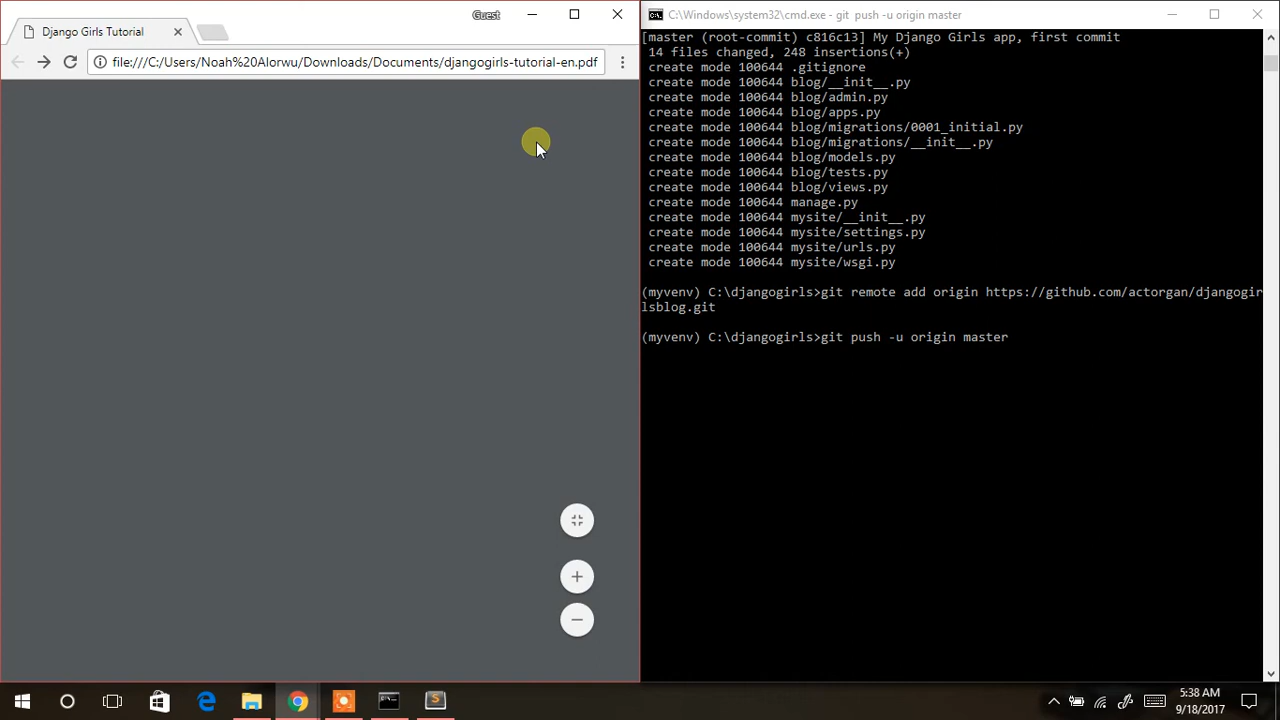 Guest
Django Girls Tutorial
file:///C:/Users/Noah%20Alorwu/Downloads/Documents/djangogirls-tutorial-en.pdf
C:\Windows\system32\cmd.exe - git push -u origin master
[master (root-commit) c816c13] My Django Girls app, first commit
14 files changed, 248 insertions(+)
create mode 100644 .gitignore
create mode 100644 blog/__init__.py
create mode 100644 blog/admin.py
create mode 100644 blog/apps.py
create mode 100644 blog/migrations/0001_initial.py
create mode 100644 blog/migrations/__init__.py
create mode 100644 blog/models.py
create mode 100644 blog/tests.py
create mode 100644 blog/views.py
create mode 100644 manage.py
create mode 100644 mysite/__init__.py
create mode 100644 mysite/settings.py
create mode 100644 mysite/urls.py
create mode 100644 mysite/wsgi.py
(myvenv) C:\djangogirls>git remote add origin https://github.com/actorgan/djangogir
lsblog.git
(myvenv) C:\djangogirls>git push -u origin master
5:38 AM
9/18/2017